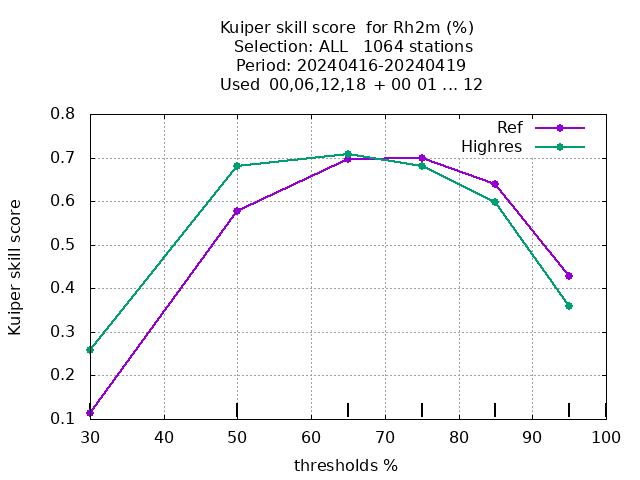 Kuiper skill score  for Rh2m (%)
Selection: ALL   1064 stations
Period: 20240416-20240419
Used  00,06,12,18  + 00 01 ... 12
Ref
Highres
0.8
0.7
0.6
0.5
0.4
0.3
0.2
0.1
Kuiper skill score
30 40 50 60 70 80 90 100
thresholds %